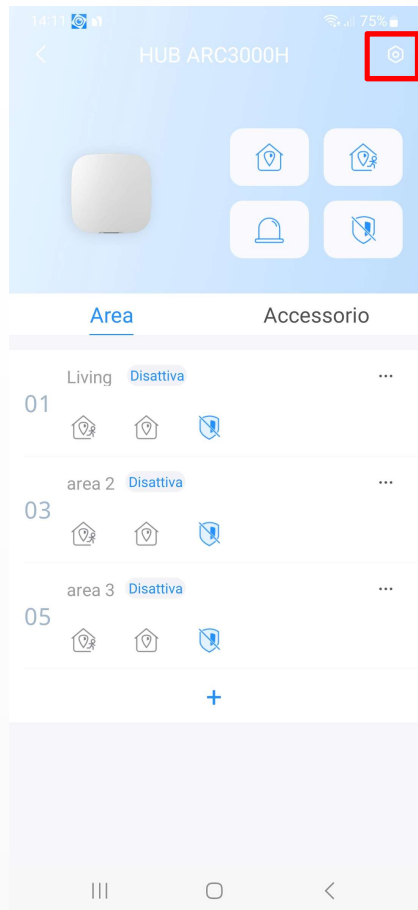 14:11 75%
HUB ARC3000H
Area Accessorio
Living Disattiva
01
area 2 Disattiva
03
area 3 Disattiva
05